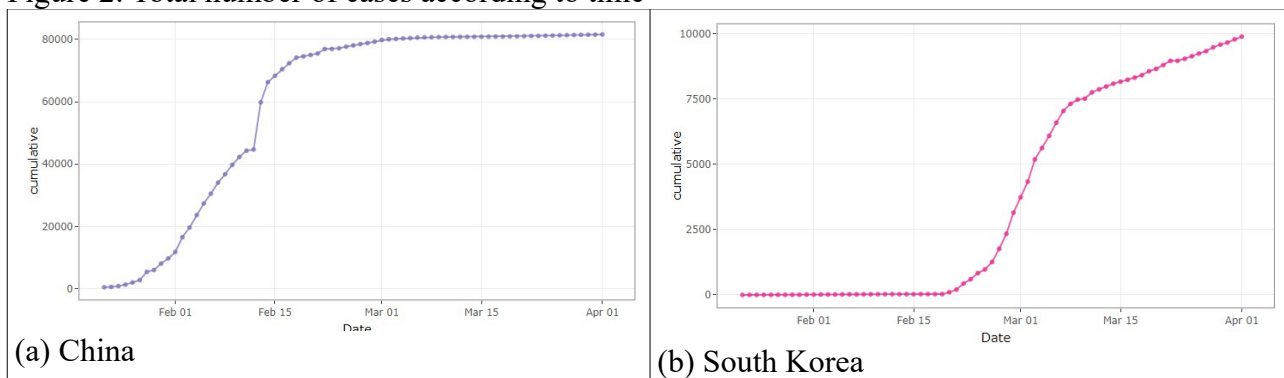 Figure 2: Total number of cases according to time
80000
60000
40000
20000
0
cumulative
Feb 01 Feb 15 Mar 01 Mar 15 Apr 01
Date
(a) China
10000
7500
5000
2500
0
cumulative
Feb 01 Feb 15 Mar 01 Mar 15 Apr 01
Date
(b) South Korea